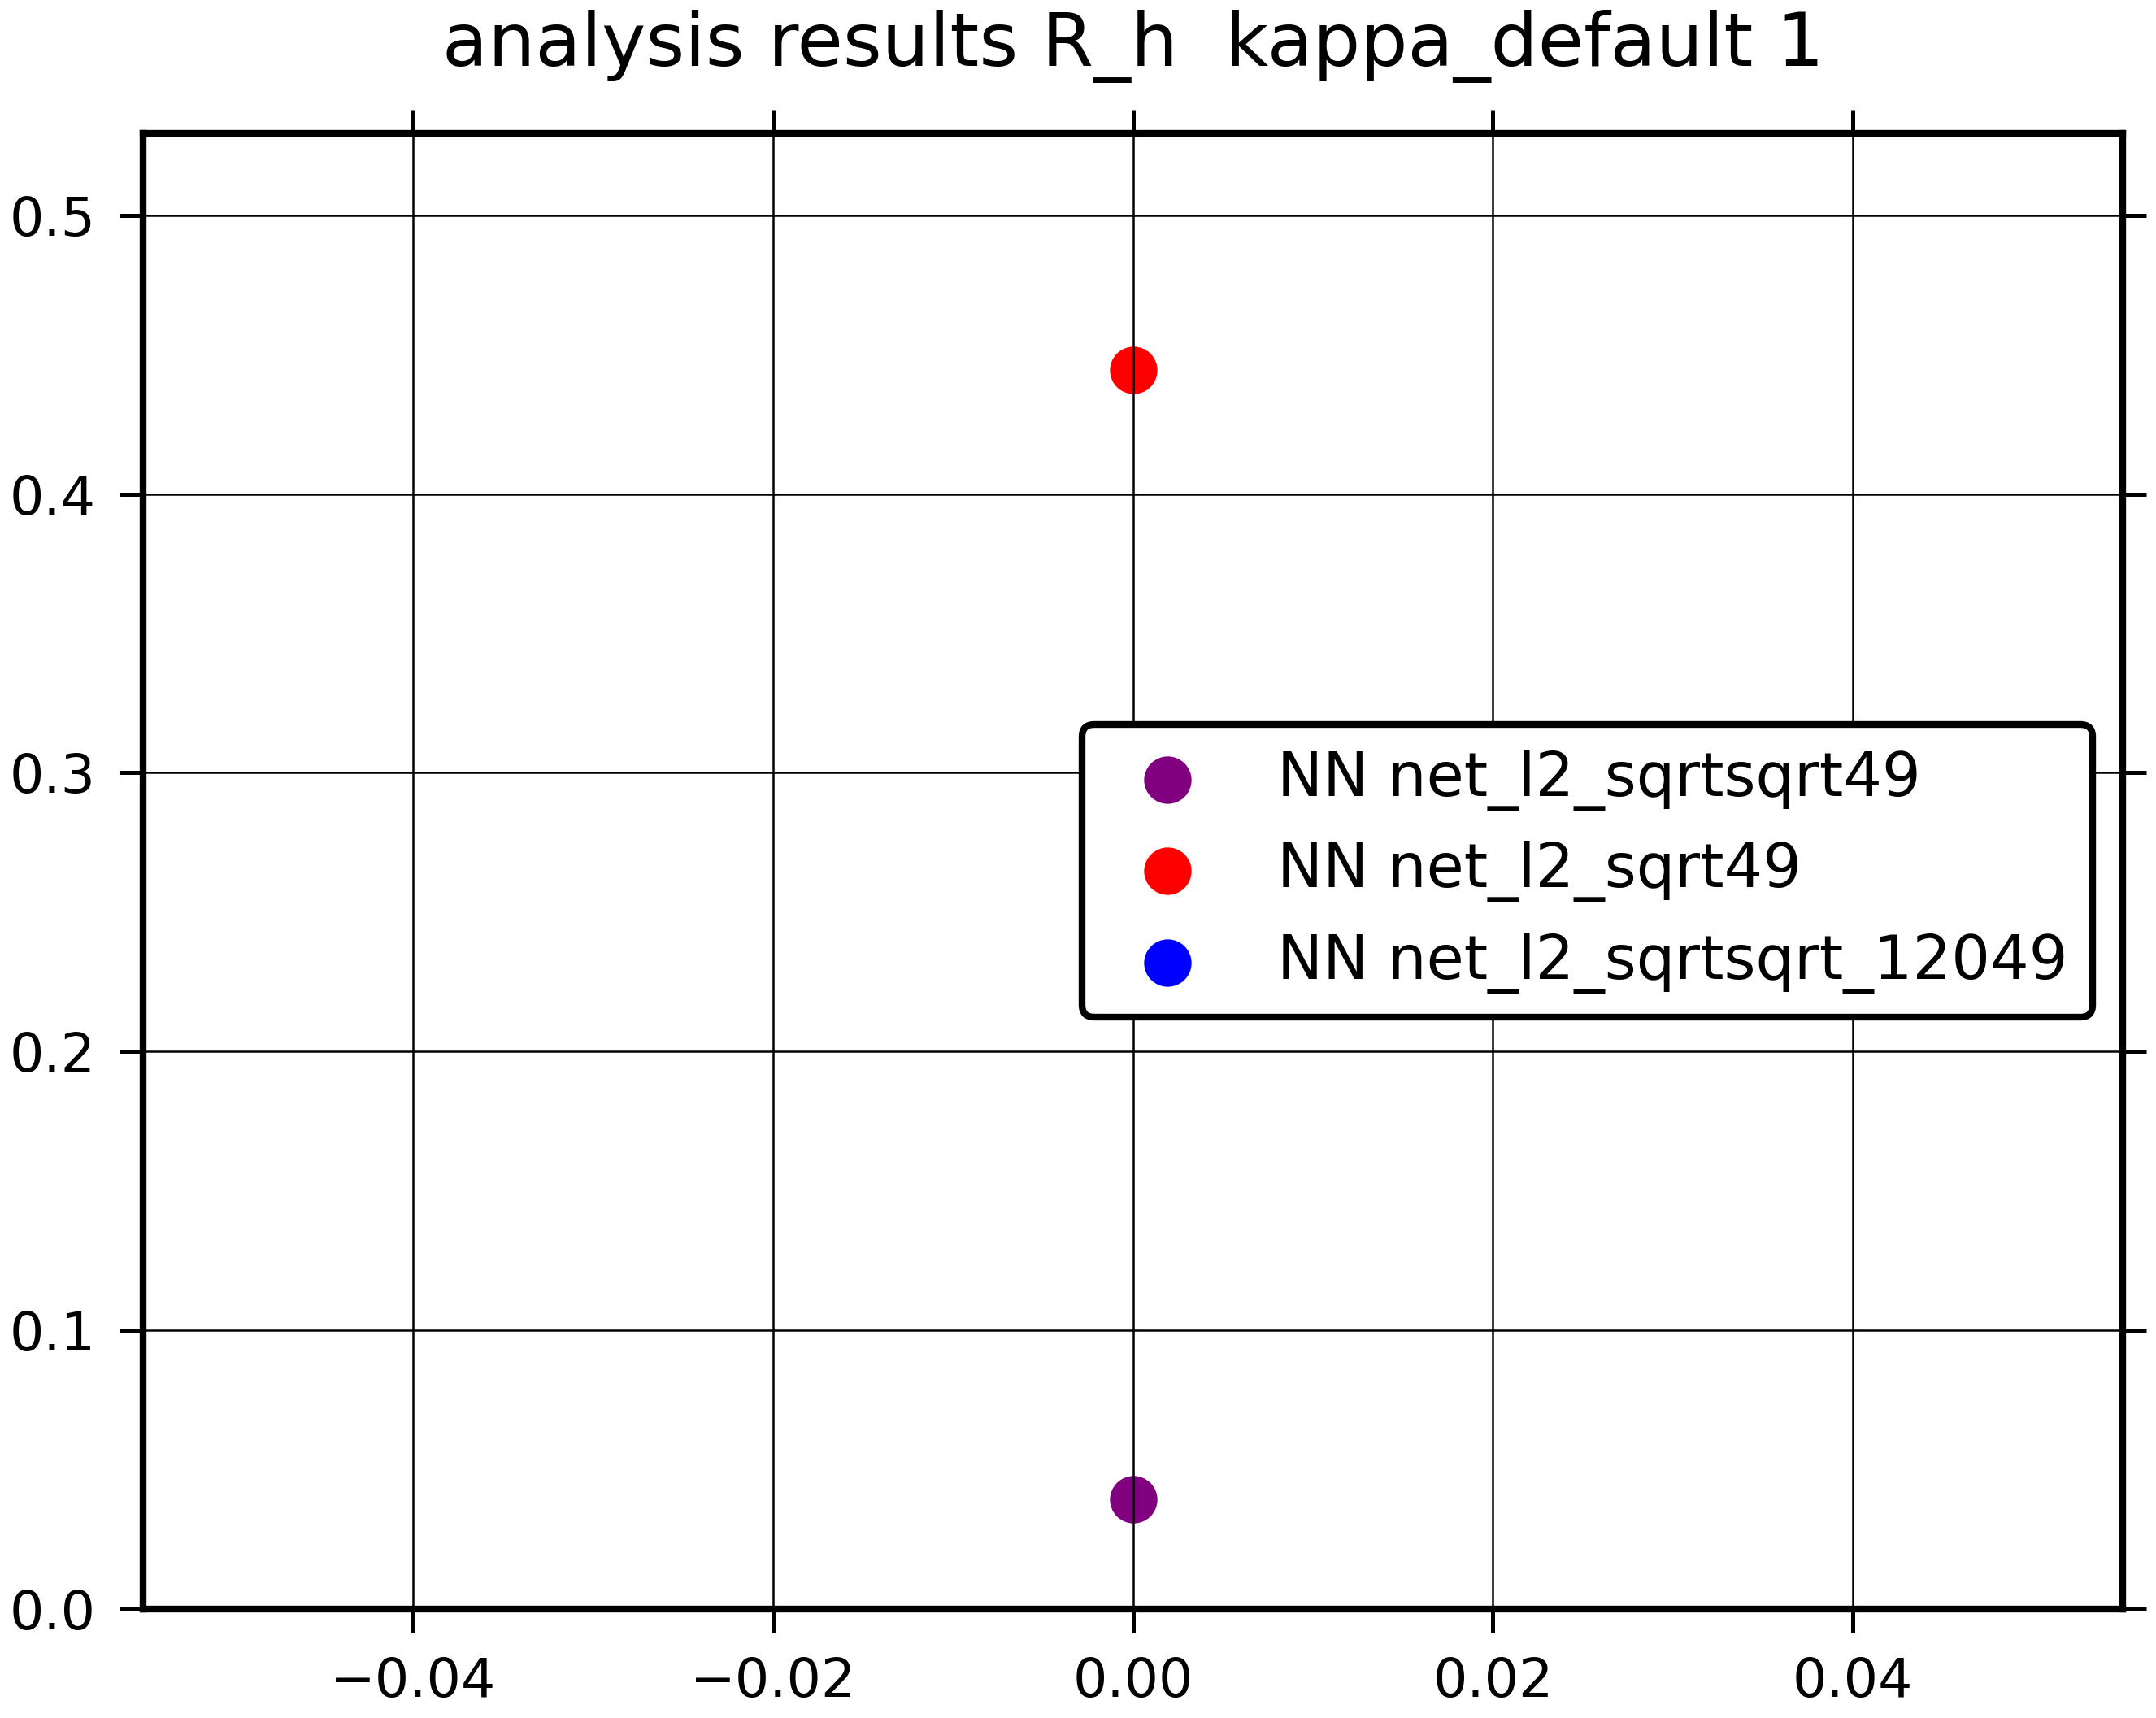 analysis results R_h  kappa_default 1
0.5
0.4
0.3
0.2
0.1
0.0
NN net_l2_sqrtsqrt49
NN net_l2_sqrt49
NN net_l2_sqrtsqrt_12049
−0.04 −0.02 0.00 0.02 0.04